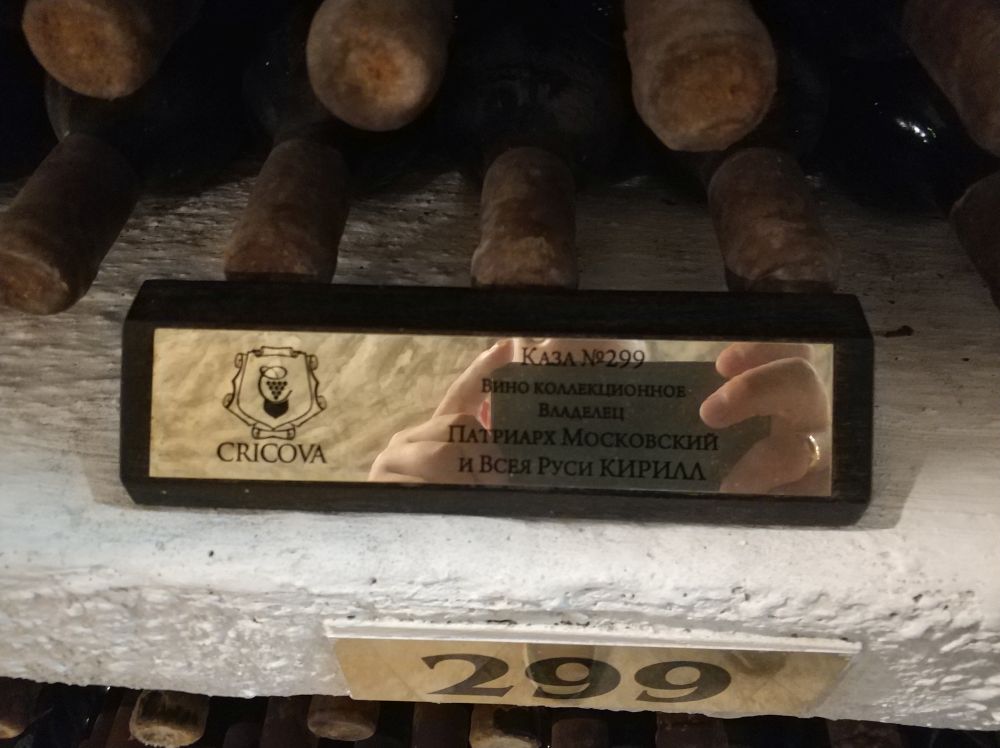 CRICOVA
Каза №299
Вино коллекционное
Владелец
Патриарх Московский
и Всея Руси КИРИЛЛ
299